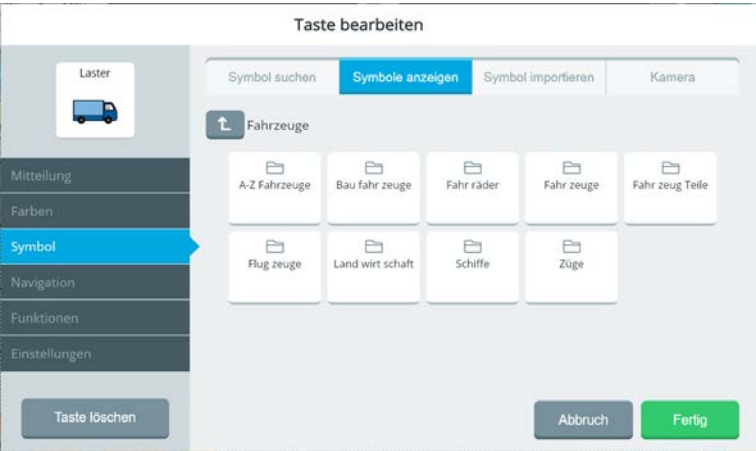 Taste bearbeiten
Laster
Symbol suchen
Symbole anzeigen
Symbol importieren
Kamera
Fahrzeuge
A-Z Fahrzeuge
Bau fahr zeuge
Fahr räder
Fahr zeuge
Fahr zeug Teile
Flug zeuge
Land wirt schaft
Schiffe
Züge
Mitteilung
Farben
Symbol
Navigation
Funktionen
Einstellungen
Taste löschen
Abbruch
Fertig